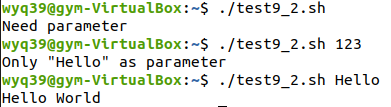 wyq39@gym-VirtualBox:~$ ./test9_2.sh
Need parameter
wyq39@gym-VirtualBox:~$ ./test9_2.sh 123
Only "Hello" as parameter
wyq39@gym-VirtualBox:~$ ./test9_2.sh Hello
Hello World